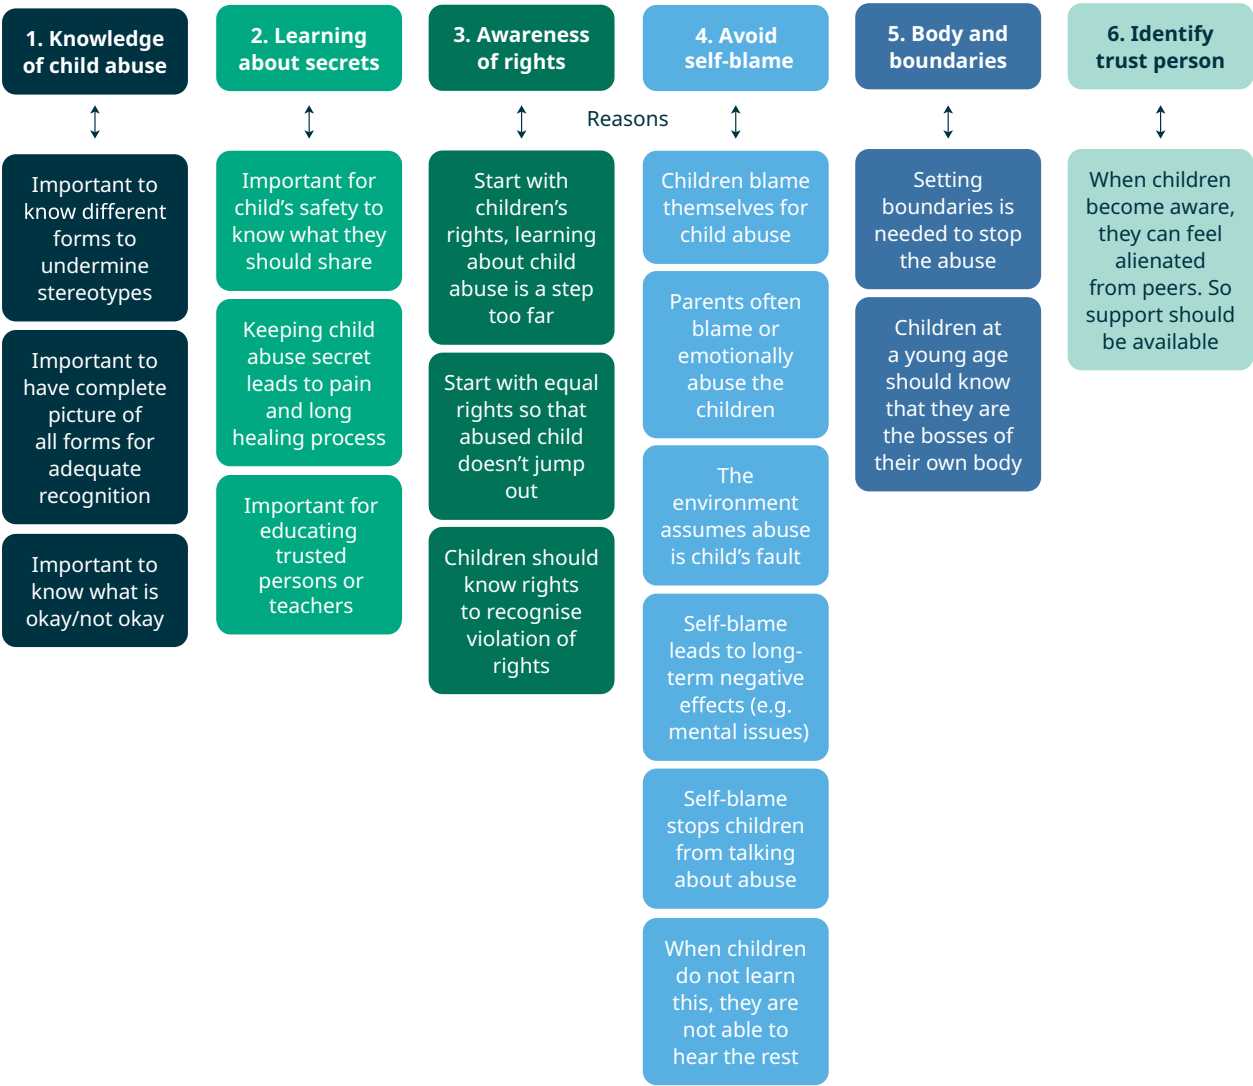 1. Knowledge
of child abuse
2. Learning
about secrets
3. Awareness
of rights
4. Avoid
self-blame
5. Body and
boundaries
6. Identify
trust person
Reasons
Important to
know different
forms to
undermine
stereotypes
Important to
have complete
picture of
all forms for
adequate
recognition
Important to
know what is
okay/not okay
Important for
child’s safety to
know what they
should share
Keeping child
abuse secret
leads to pain
and long
healing process
Important for
educating
trusted
persons or
teachers
Start with
children’s
rights, learning
about child
abuse is a step
too far
Start with equal
rights so that
abused child
doesn’t jump
out
Children should
know rights
to recognise
violation of
rights
Children blame
themselves for
child abuse
Parents often
blame or
emotionally
abuse the
children
The
environment
assumes abuse
is child’s fault
Self-blame
leads to long-
term negative
effects (e.g.
mental issues)
Self-blame
stops children
from talking
about abuse
When children
do not learn
this, they are
not able to
hear the rest
Setting
boundaries is
needed to stop
the abuse
Children at
a young age
should know
that they are
the bosses of
their own body
When children
become aware,
they can feel
alienated
from peers. So
support should
be available